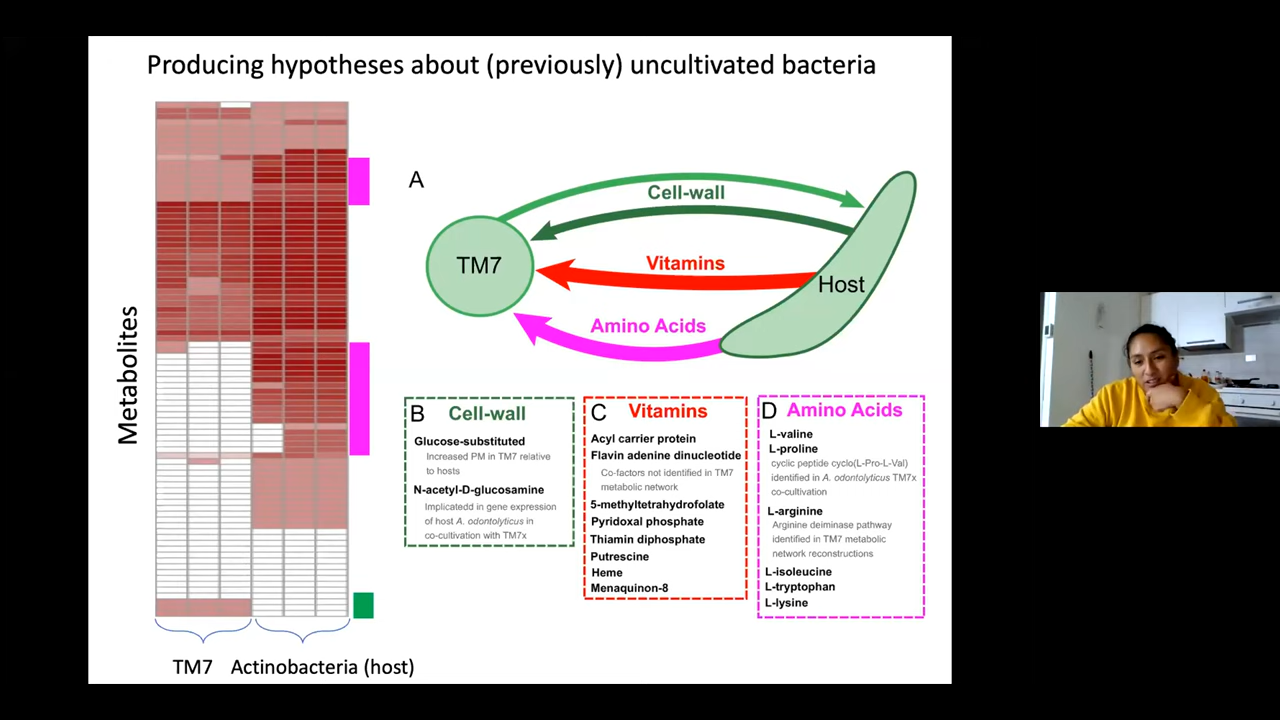 Producing hypotheses about (previously) uncultivated bacteria
Metabolites
TM7
Actinobacteria (host)
A
Cell-wall
TM7
Vitamins
Host
Amino Acids
B Cell-wall
Glucose-substituted
Increased PM in TM7 relative
to hosts
N-acetyl-D-glucosamine
Implicatedd in gene expression
of host A. odontolyticus in
co-cultivation with TM7x
C Vitamins
Acyl carrier protein
Flavin adenine dinucleotide
Co-factors not identified in TM7
metabolic network
5-methyltetrahydrofolate
Pyridoxal phosphate
Thiamin diphosphate
Putrescine
Heme
Menaquinon-8
D Amino Acids
L-valine
L-proline
cyclic peptide cyclo(L-Pro-L-Val)
identified in A. odontolyticus TM7x
co-cultivation
L-arginine
Arginine deiminase pathway
identified in TM7 metabolic
network reconstructions
L-isoleucine
L-tryptophan
L-lysine